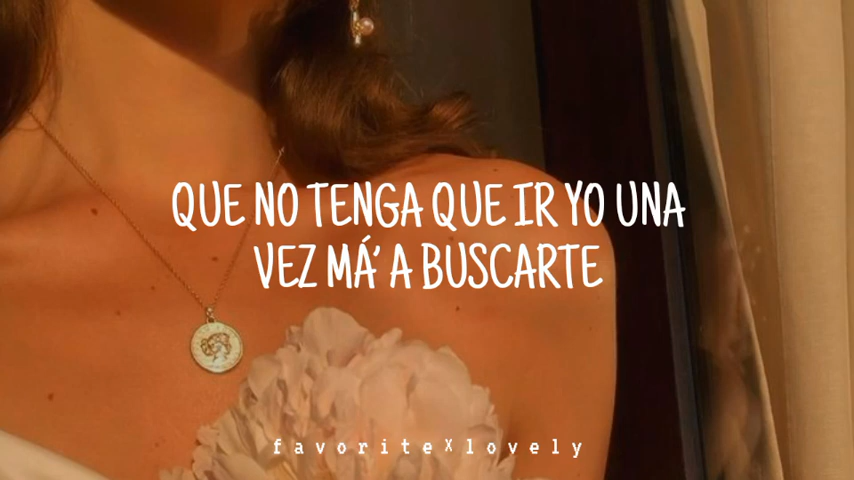 QUE NO TENGA QUE IR YO UNA
VEZ MÁ' A BUSCARTE
favoritexlovely